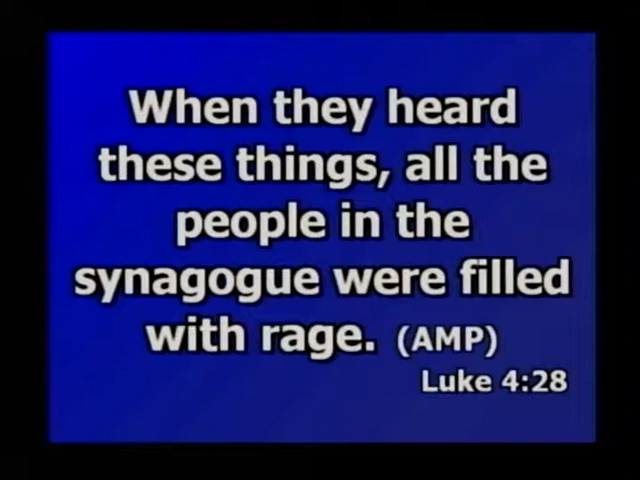 When they heard
these things, all the
people in the
synagogue were filled
with rage. (AMP)
Luke 4:28